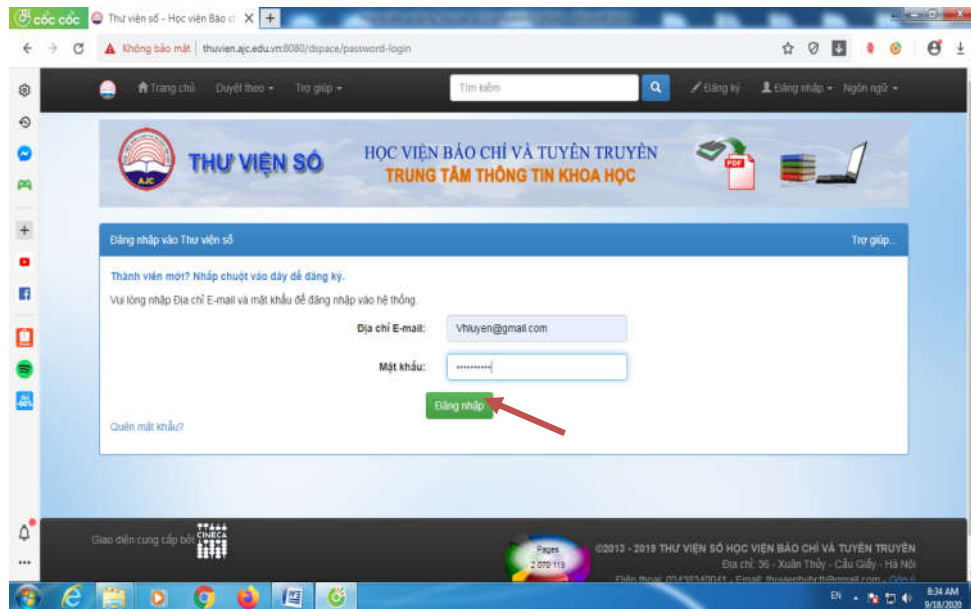 cốc cốc
Thư viện số - Học viện Báo c
Không bảo mật
thuvien.ajc.edu.vn:8080/dspace/password-login
Trang chủ
Duyệt theo
Trợ giúp
Tìm kiếm
Đăng ký
Đăng nhập
Ngôn ngữ
AJC
THƯ VIỆN SỐ
HỌC VIỆN BÁO CHÍ VÀ TUYÊN TRUYỀN
TRUNG TÂM THÔNG TIN KHOA HỌC
PDF
Đăng nhập vào Thư viện số
Trợ giúp...
Thành viên mới? Nhấp chuột vào đây để đăng ký.
Vui lòng nhập Địa chỉ E-mail và mật khẩu để đăng nhập vào hệ thống.
Địa chỉ E-mail:
Vhluyen@gmail.com
Mật khẩu:
Đăng nhập
Quên mật khẩu?
Giao diện cung cấp bởi
CINECA
Pages
2 070 119
©2013 - 2019 THƯ VIỆN SỐ HỌC VIỆN BÁO CHÍ VÀ TUYÊN TRUYỀN
Địa chỉ: 36 - Xuân Thủy - Cầu Giấy - Hà Nội
EN
8:34 AM
9/18/2020